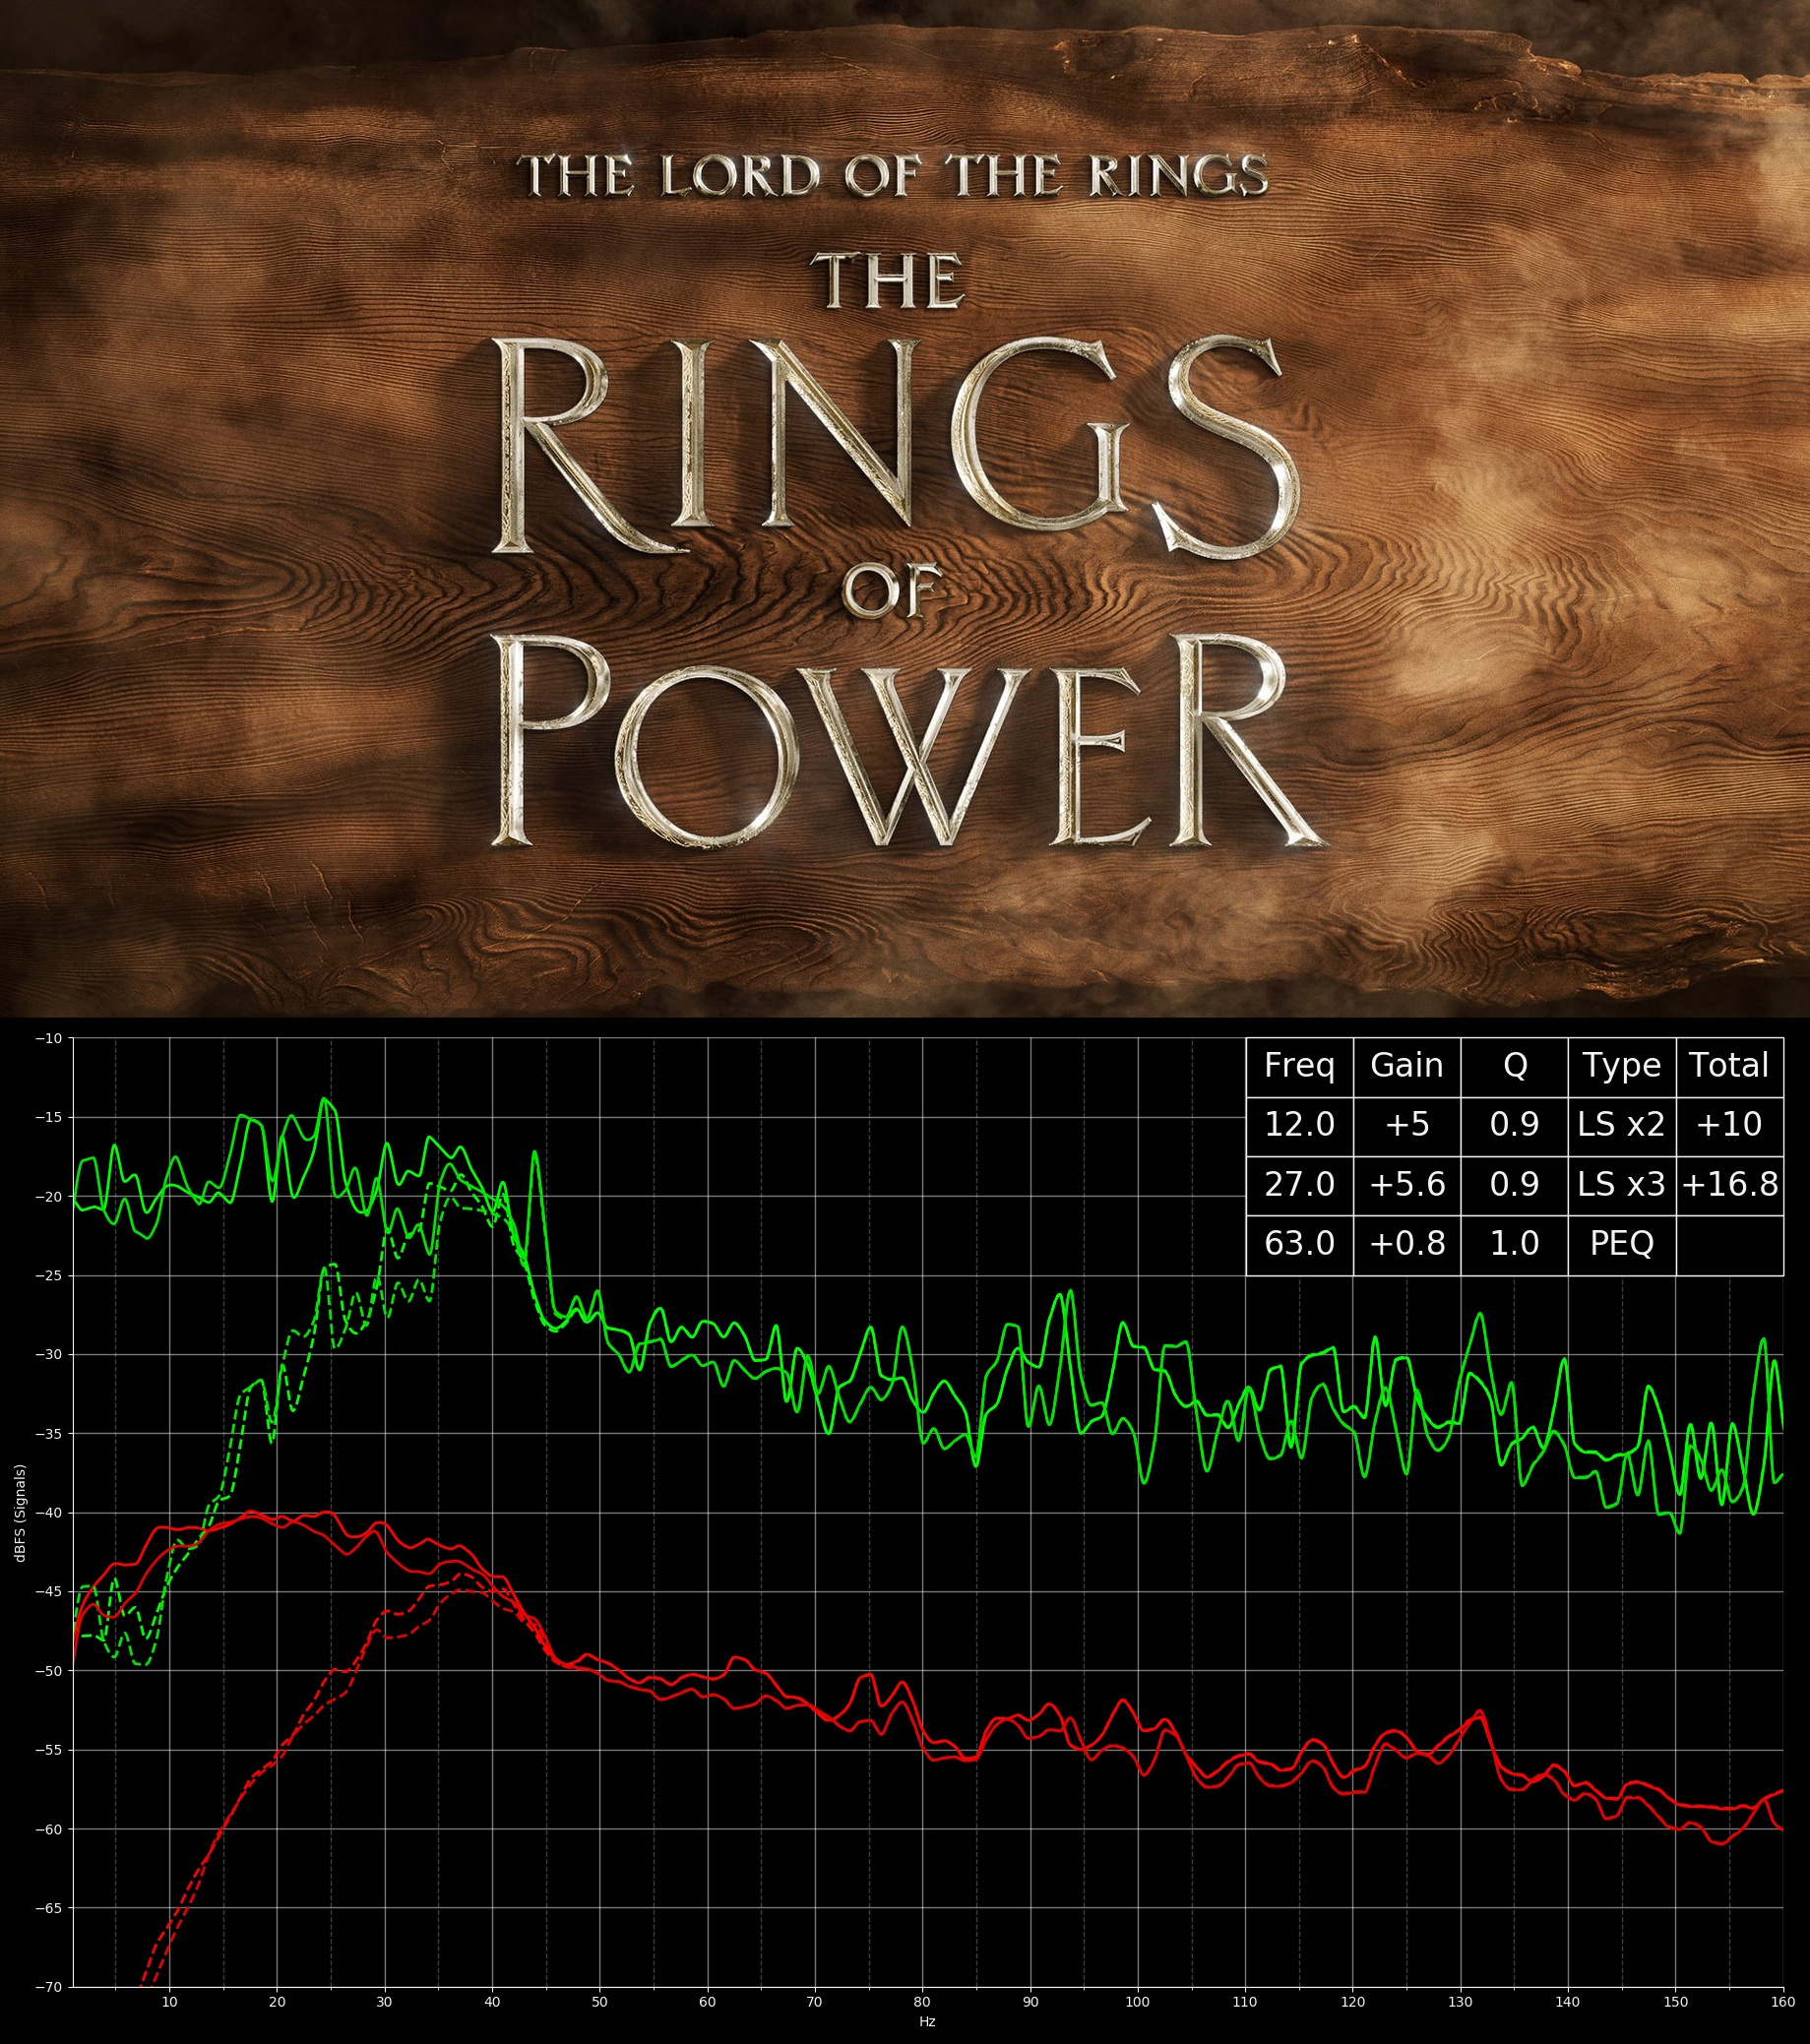 THE LORD OF THE RINGS
THE
RINGS
OF
POWER
Freq Gain Q Type Total
12.0 +5 0.9 LS x2 +10
27.0 +5.6 0.9 LS x3 +16.8
63.0 +0.8 1.0 PEQ
−10
−15
−20
−25
−30
−35
−40
−45
−50
−55
−60
−65
−70
dBFS (Signals)
10 20 30 40 50 60 70 80 90 100 110 120 130 140 150 160
Hz